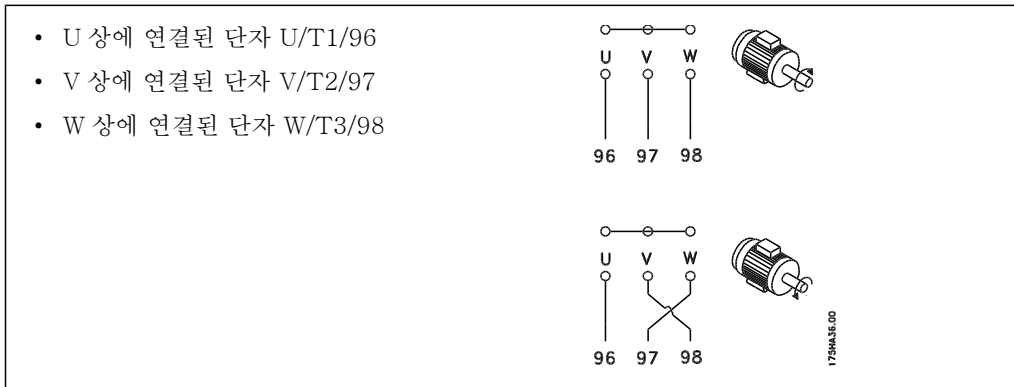 • U 상에 연결된 단자 U/T1/96
• V 상에 연결된 단자 V/T2/97
• W 상에 연결된 단자 W/T3/98
U V W
96 97 98
U V W
96 97 98
175HA36.00